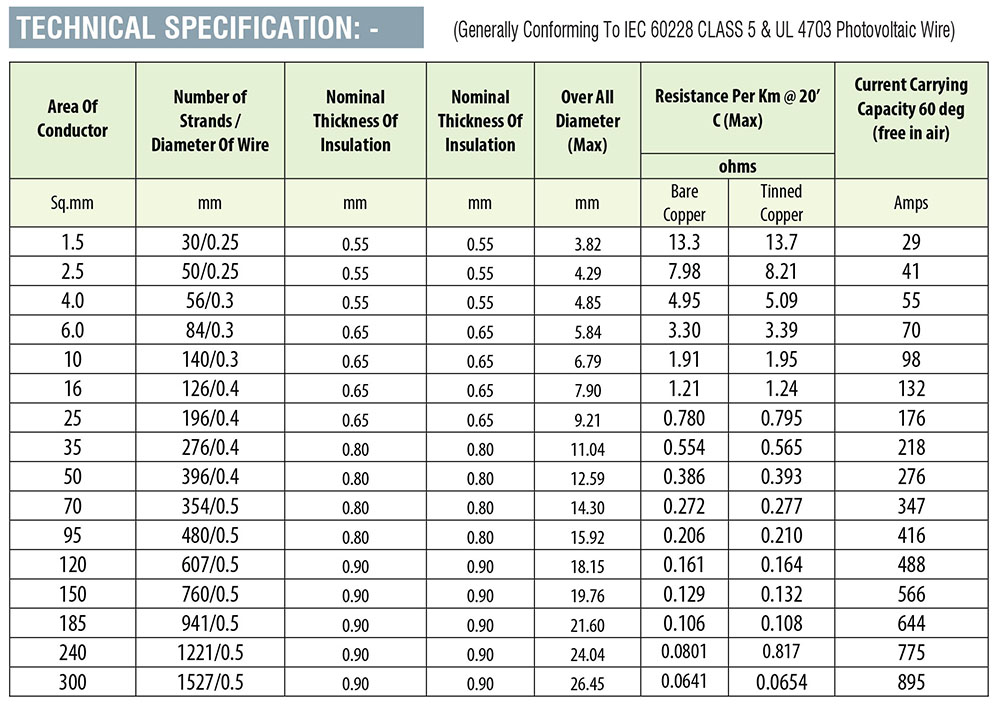 TECHNICAL SPECIFICATION: - (Generally Conforming To IEC 60228 CLASS 5 & UL 4703 Photovoltaic Wire)
Area Of Conductor | Number of Strands / Diameter Of Wire | Nominal Thickness Of Insulation | Nominal Thickness Of Insulation | Over All Diameter (Max) | Resistance Per Km @ 20’ C (Max) | Current Carrying Capacity 60 deg (free in air)
ohms
Sq.mm | mm | mm | mm | mm | Bare Copper | Tinned Copper | Amps
1.5 | 30/0.25 | 0.55 | 0.55 | 3.82 | 13.3 | 13.7 | 29
2.5 | 50/0.25 | 0.55 | 0.55 | 4.29 | 7.98 | 8.21 | 41
4.0 | 56/0.3 | 0.55 | 0.55 | 4.85 | 4.95 | 5.09 | 55
6.0 | 84/0.3 | 0.65 | 0.65 | 5.84 | 3.30 | 3.39 | 70
10 | 140/0.3 | 0.65 | 0.65 | 6.79 | 1.91 | 1.95 | 98
16 | 126/0.4 | 0.65 | 0.65 | 7.90 | 1.21 | 1.24 | 132
25 | 196/0.4 | 0.65 | 0.65 | 9.21 | 0.780 | 0.795 | 176
35 | 276/0.4 | 0.80 | 0.80 | 11.04 | 0.554 | 0.565 | 218
50 | 396/0.4 | 0.80 | 0.80 | 12.59 | 0.386 | 0.393 | 276
70 | 354/0.5 | 0.80 | 0.80 | 14.30 | 0.272 | 0.277 | 347
95 | 480/0.5 | 0.80 | 0.80 | 15.92 | 0.206 | 0.210 | 416
120 | 607/0.5 | 0.90 | 0.90 | 18.15 | 0.161 | 0.164 | 488
150 | 760/0.5 | 0.90 | 0.90 | 19.76 | 0.129 | 0.132 | 566
185 | 941/0.5 | 0.90 | 0.90 | 21.60 | 0.106 | 0.108 | 644
240 | 1221/0.5 | 0.90 | 0.90 | 24.04 | 0.0801 | 0.817 | 775
300 | 1527/0.5 | 0.90 | 0.90 | 26.45 | 0.0641 | 0.0654 | 895